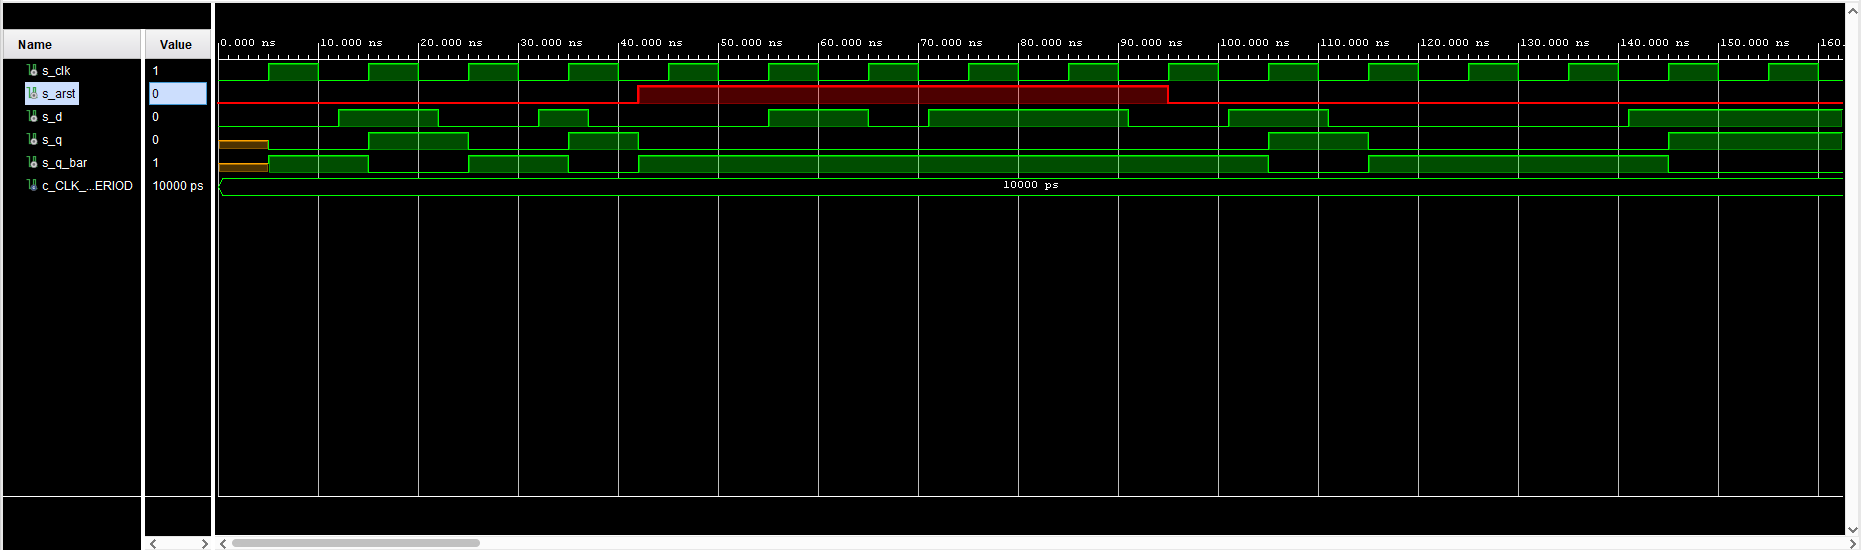 Name Value
0.000 ns 10.000 ns 20.000 ns 30.000 ns 40.000 ns 50.000 ns 60.000 ns 70.000 ns 80.000 ns 90.000 ns 100.000 ns 110.000 ns 120.000 ns 130.000 ns 140.000 ns 150.000 ns 160.
s_clk 1
s_arst 0
s_d 0
s_q 0
s_q_bar 1
c_CLK_...ERIOD 10000 ps 10000 ps